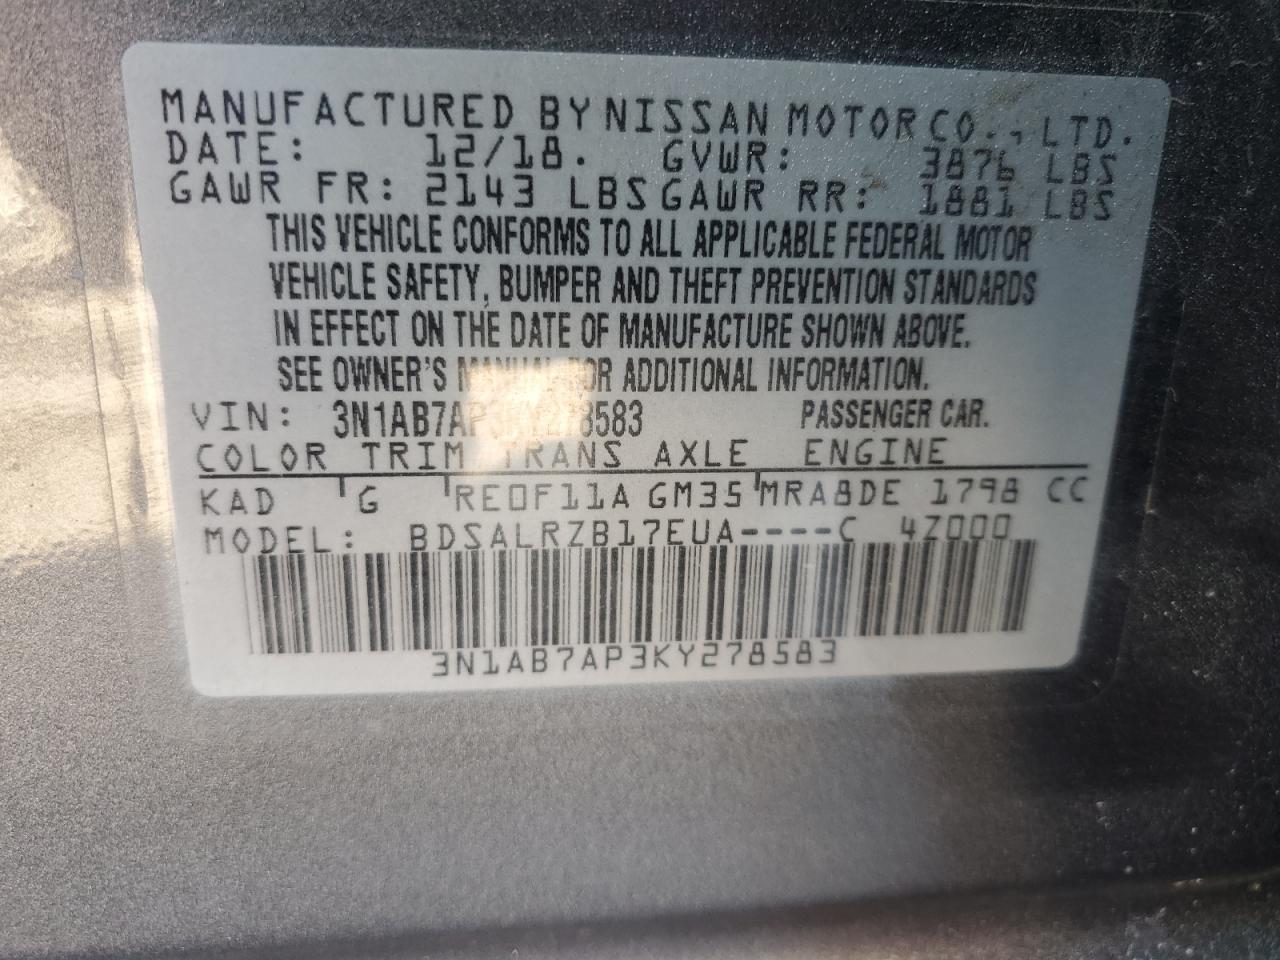 MANUFACTURED BY NISSAN MOTOR CO., LTD.
DATE: 12/18. GVWR: 3876 LBS
GAWR FR: 2143 LBS GAWR RR: 1881 LBS
THIS VEHICLE CONFORMS TO ALL APPLICABLE FEDERAL MOTOR
VEHICLE SAFETY, BUMPER AND THEFT PREVENTION STANDARDS
IN EFFECT ON THE DATE OF MANUFACTURE SHOWN ABOVE.
SEE OWNER'S MANUAL FOR ADDITIONAL INFORMATION.
VIN: 3N1AB7AP3KY278583 PASSENGER CAR.
COLOR TRIM TRANS AXLE ENGINE
KAD G RE0F11A GM35 MRA8DE 1798 CC
MODEL: BDSALRZB17EUA----C 4Z000
3N1AB7AP3KY278583